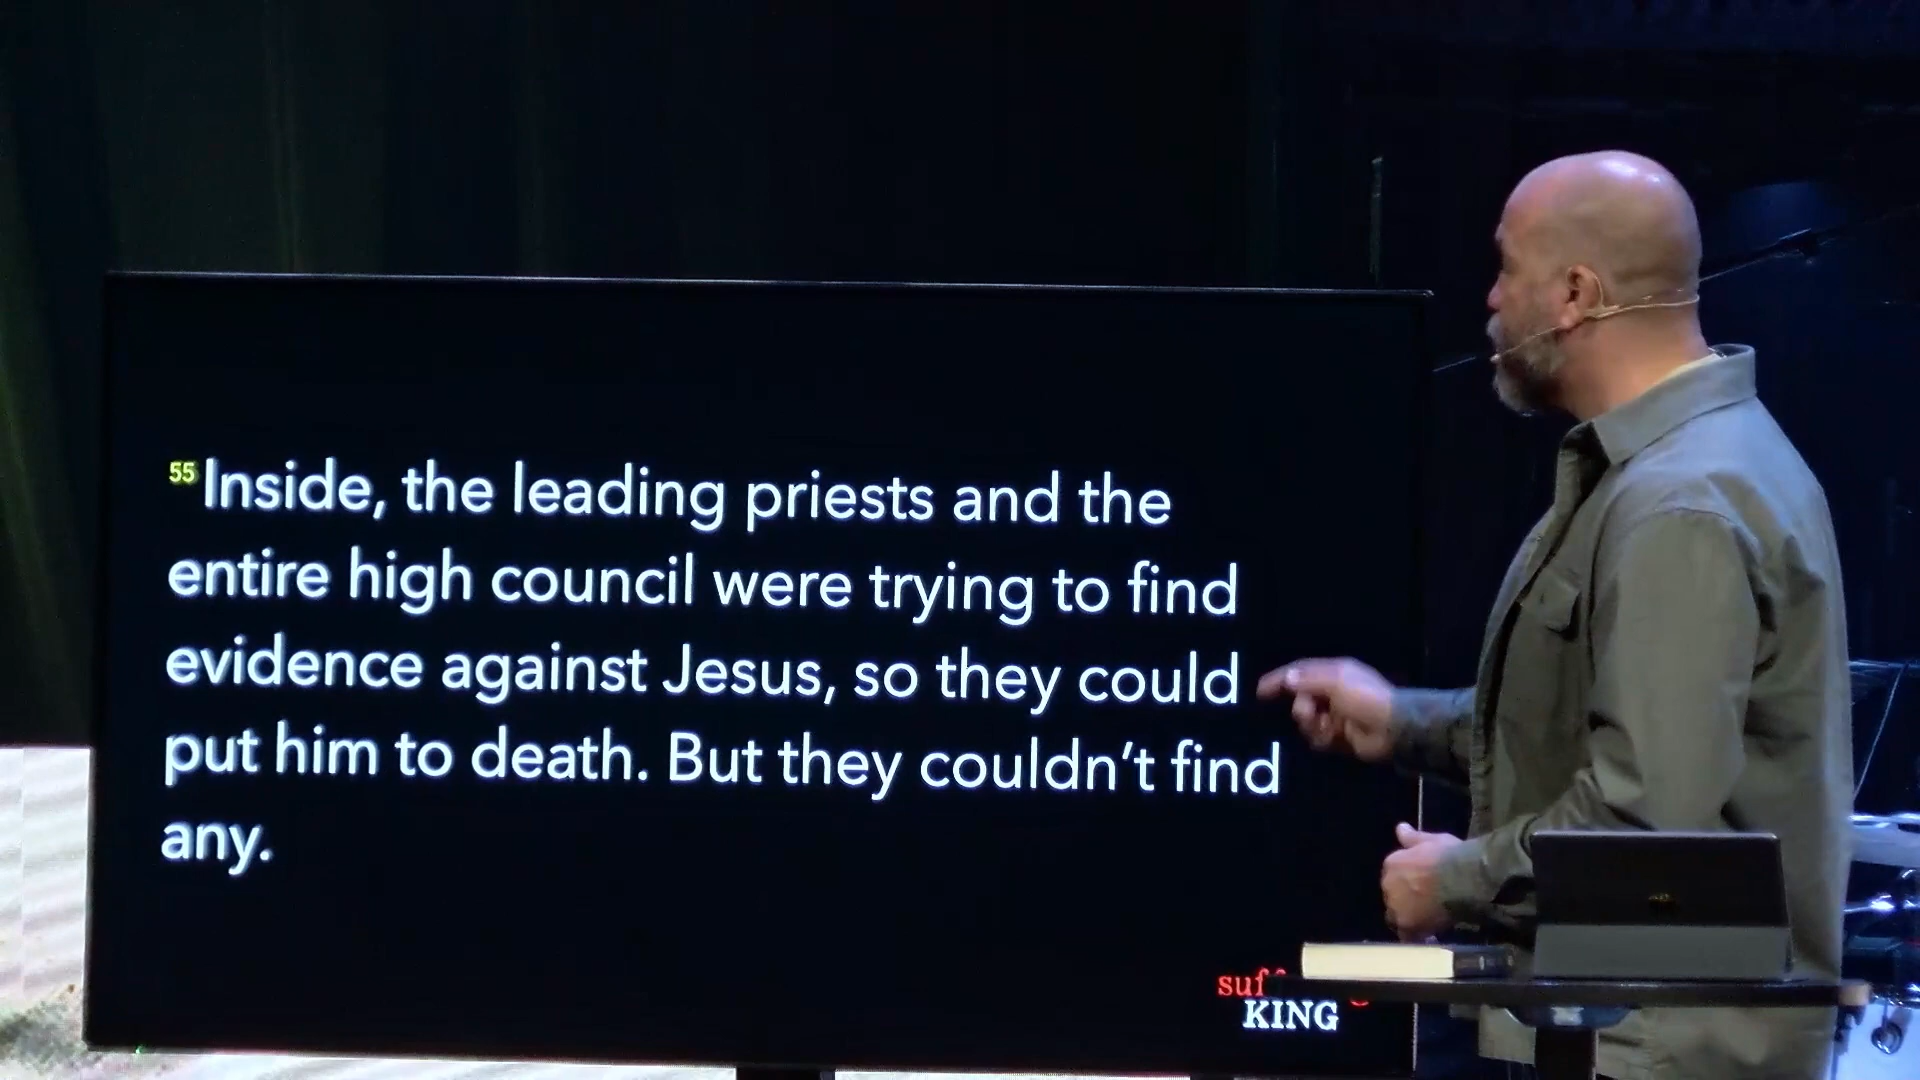 55 Inside, the leading priests and the
entire high council were trying to find
evidence against Jesus, so they could
put him to death. But they couldn't find
any.
KING